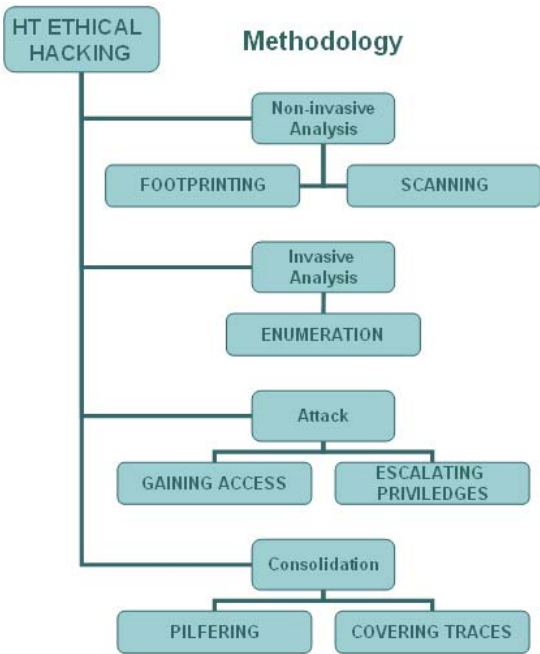 HT ETHICAL
HACKING
Methodology
Non-invasive
Analysis
FOOTPRINTING
SCANNING
Invasive
Analysis
ENUMERATION
Attack
GAINING ACCESS
ESCALATING
PRIVILEDGES
Consolidation
PILFERING
COVERING TRACES